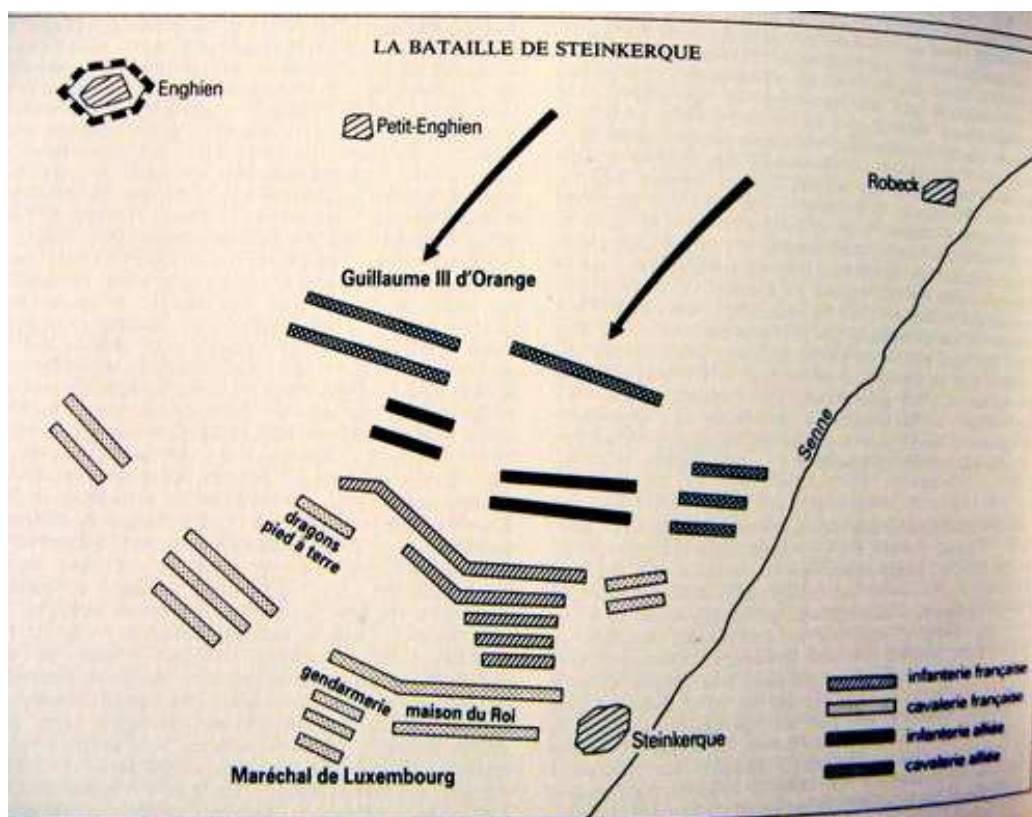 LA BATAILLE DE STEINKERQUE
Enghien
Petit-Enghien
Robeck
Guillaume III d'Orange
Senne
dragons
pied à terre
gendarmerie
maison du Roi
Steinkerque
Maréchal de Luxembourg
infanterie française
cavalerie française
infanterie alliée
cavalerie alliée